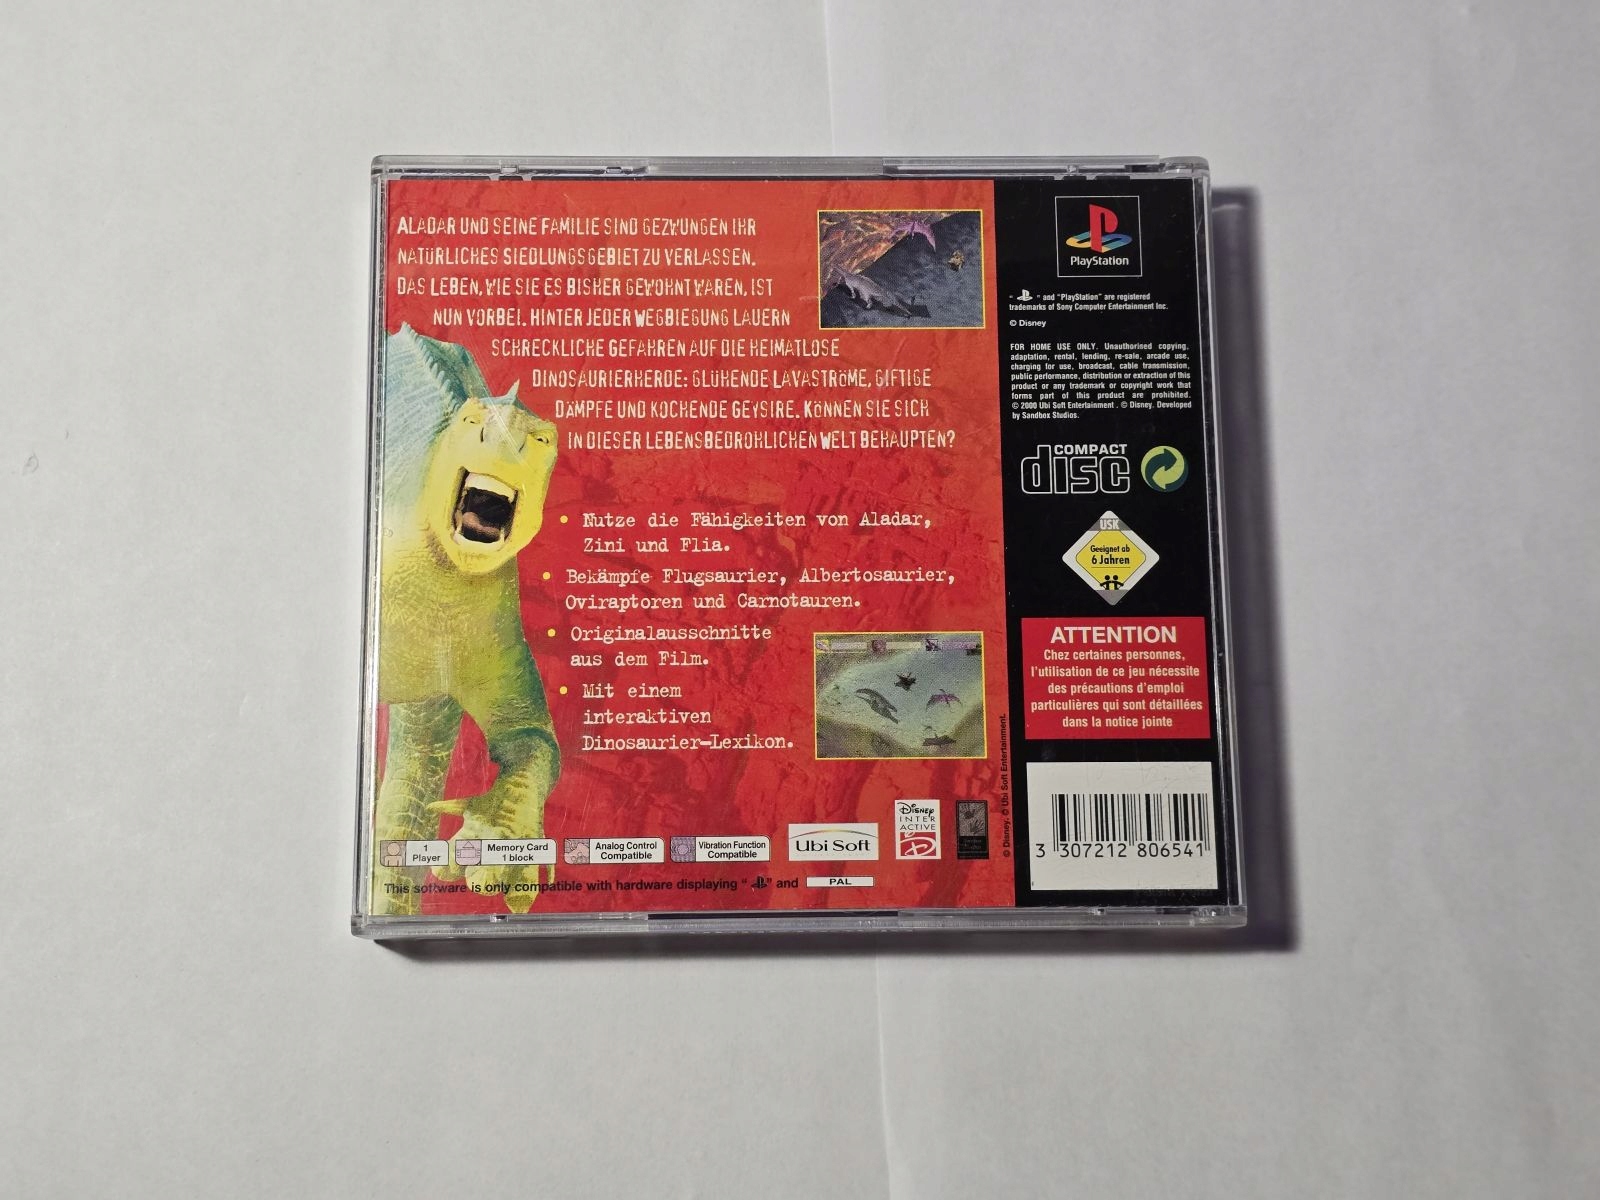 ALADAR UND SEINE FAMILIE SIND GEZWUNGEN IHR
NATÜRLICHES SIEDLUNGSGEBIET ZU VERLASSEN.
DAS LEBEN, WIE SIE ES BISHER GEWOHNT WAREN, IST
NUN VORBEI. HINTER JEDER WEGBIEGUNG LAUERN
SCHRECKLICHE GEFAHREN AUF DIE HEIMATLOSE
DINOSAURIERHERDE: GLÜHENDE LAVASTRÖME, GIFTIGE
DÄMPFE UND KOCHENDE GEYSIRE. KÖNNEN SIE SICH
IN DIESER LEBENSBEDROHLICHEN WELT BEHAUPTEN?
• Nutze die Fähigkeiten von Aladar,
Zini und Flia.
• Bekämpfe Flugsaurier, Albertosaurier,
Oviraptoren und Carnotauren.
• Originalausschnitte
aus dem Film.
• Mit einem
interaktiven
Dinosaurier-Lexikon.
1
Player
Memory Card
1 block
Analog Control
Compatible
Vibration Function
Compatible
Ubi Soft
Disney
INTER
ACTIVE
D
This software is only compatible with hardware displaying " " and PAL
© Disney. © Ubi Soft Entertainment.
PlayStation
" " and "PlayStation" are registered
trademarks of Sony Computer Entertainment Inc.
© Disney
FOR HOME USE ONLY. Unauthorised copying,
adaptation, rental, lending, re-sale, arcade use,
charging for use, broadcast, cable transmission,
public performance, distribution or extraction of this
product or any trademark or copyright work that
forms part of this product are prohibited.
© 2000 Ubi Soft Entertainment . © Disney. Developed
by Sandbox Studios.
COMPACT
disc
USK
Geeignet ab
6 Jahren
ATTENTION
Chez certaines personnes,
l'utilisation de ce jeu nécessite
des précautions d'emploi
particulières qui sont détaillées
dans la notice jointe
3 307212 806541